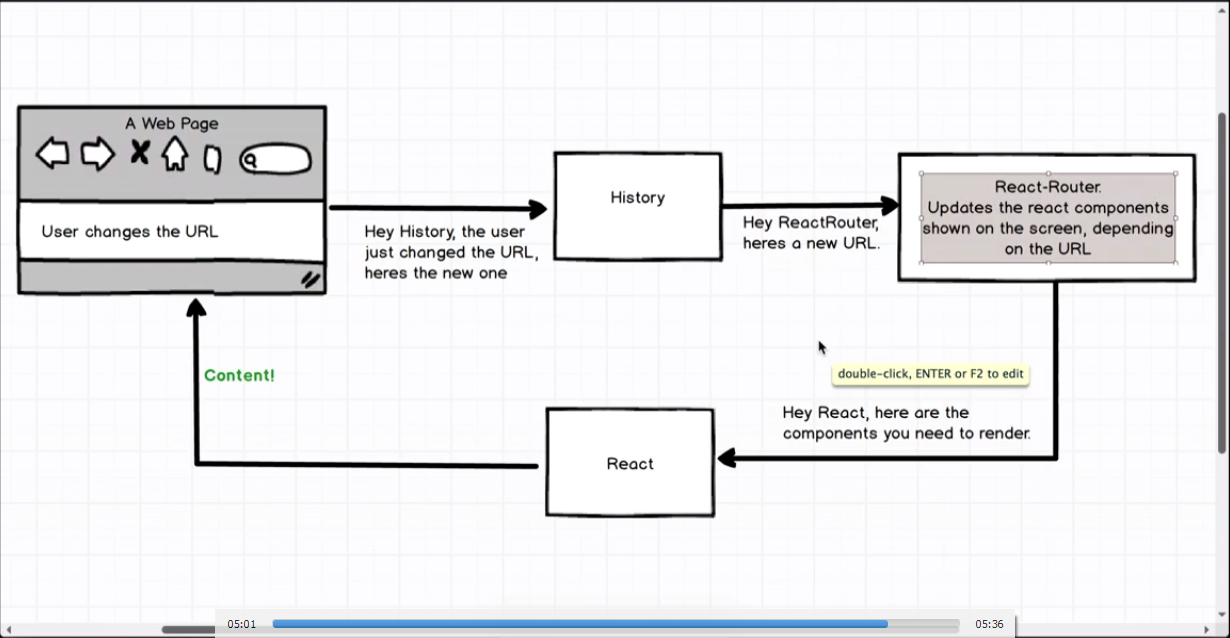 A Web Page
User changes the URL
Hey History, the user
just changed the URL,
heres the new one
History
Hey ReactRouter,
heres a new URL.
React-Router.
Updates the react components
shown on the screen, depending
on the URL
Content!
double-click, ENTER or F2 to edit
Hey React, here are the
components you need to render.
React
05:01
05:36